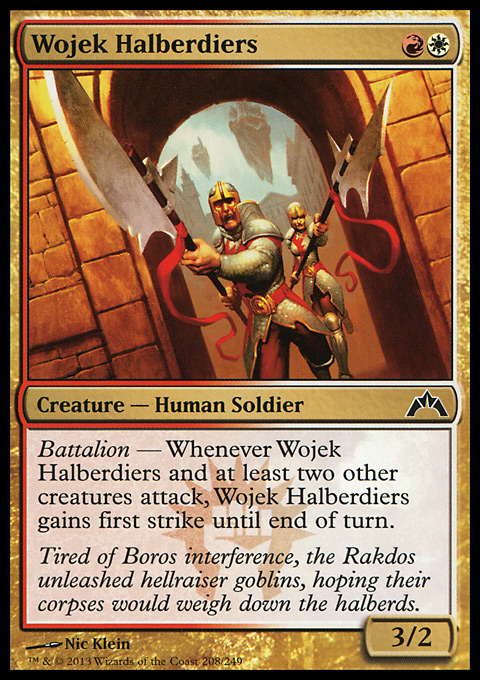 Wojek Halberdiers
Creature — Human Soldier
Battalion — Whenever Wojek
Halberdiers and at least two other
creatures attack, Wojek Halberdiers
gains first strike until end of turn.
Tired of Boros interference, the Rakdos
unleashed hellraiser goblins, hoping their
corpses would weigh down the halberds.
3/2
Nic Klein
™ & © 2013 Wizards of the Coast 208/249